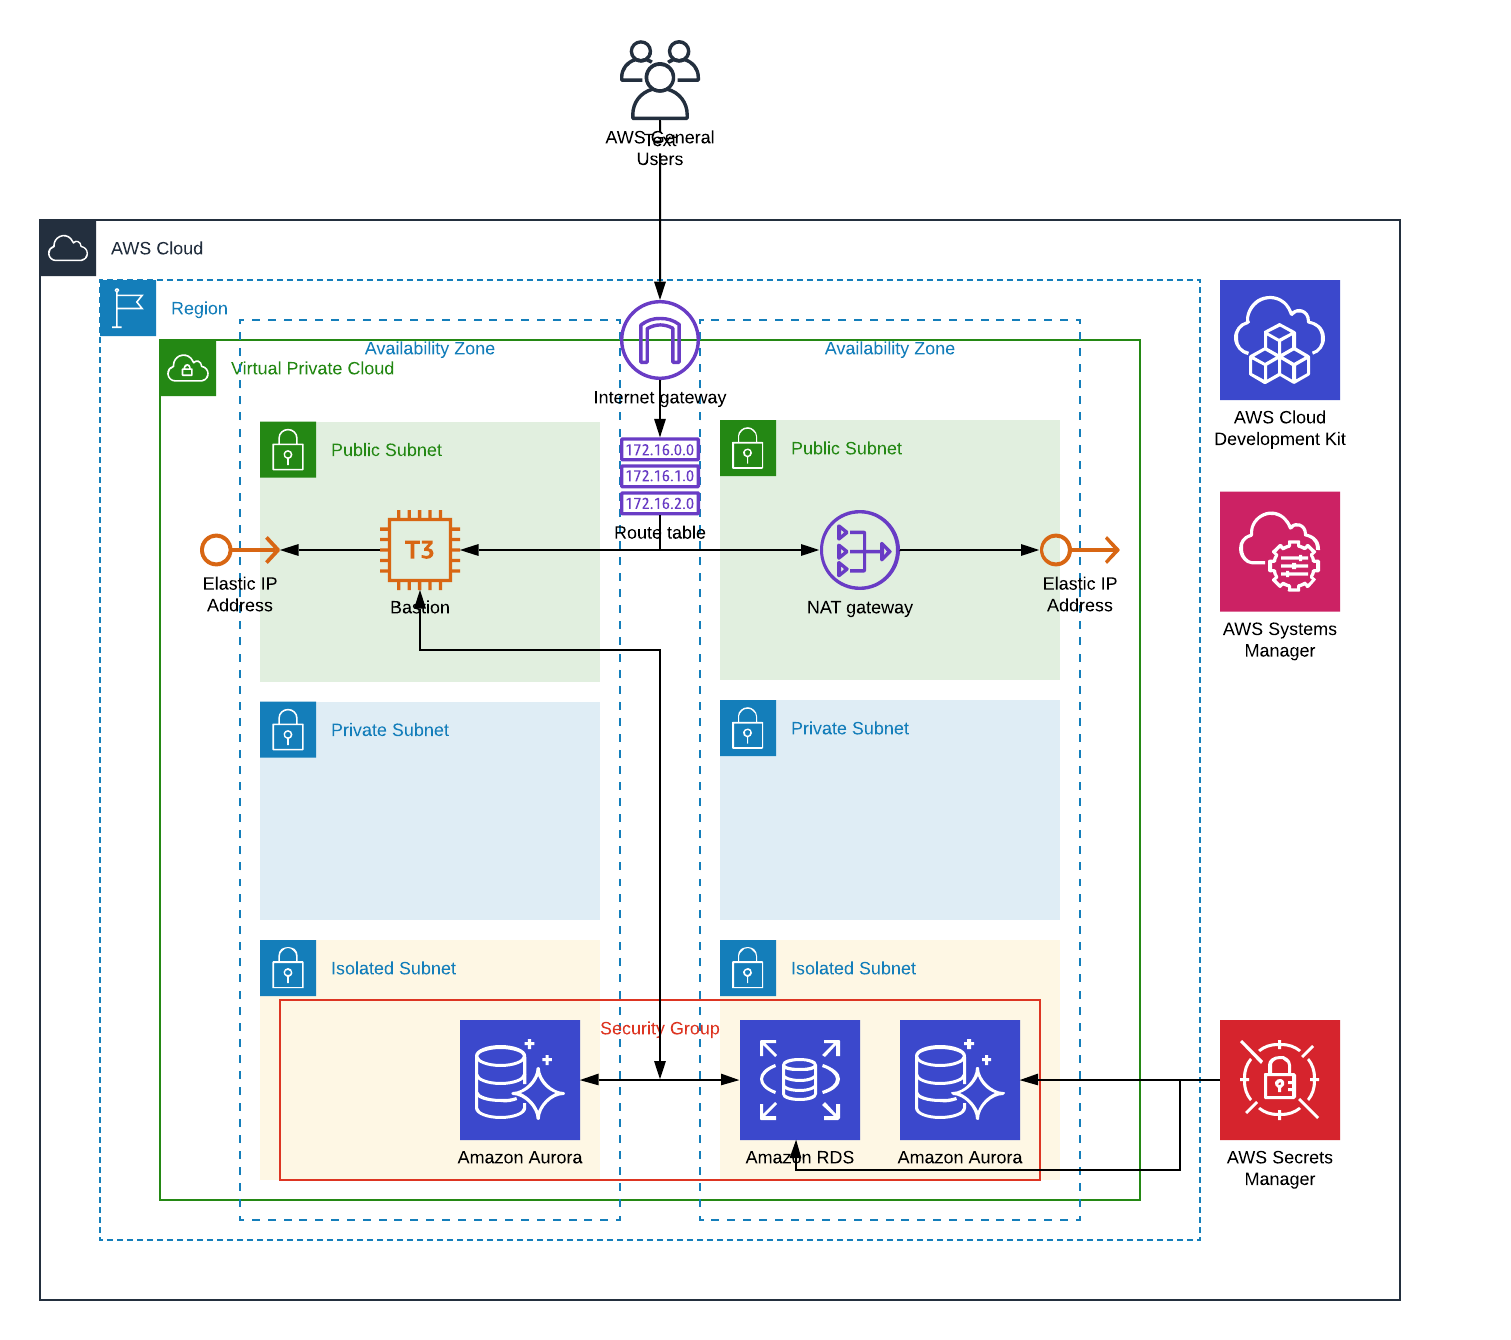 AWS General
Text
Users
AWS Cloud
Region
Availability Zone
Availability Zone
Virtual Private Cloud
Internet gateway
AWS Cloud
Development Kit
Public Subnet
172.16.0.0
172.16.1.0
172.16.2.0
Route table
Public Subnet
T3
Elastic IP
Address
Bastion
NAT gateway
Elastic IP
Address
AWS Systems
Manager
Private Subnet
Private Subnet
Isolated Subnet
Isolated Subnet
Security Group
Amazon Aurora
Amazon RDS
Amazon Aurora
AWS Secrets
Manager